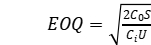 EOQ = √(2C₀S / CᵢU)